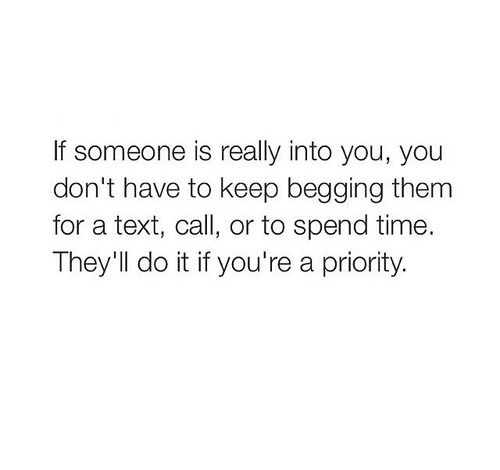 If someone is really into you, you
don't have to keep begging them
for a text, call, or to spend time.
They'll do it if you're a priority.